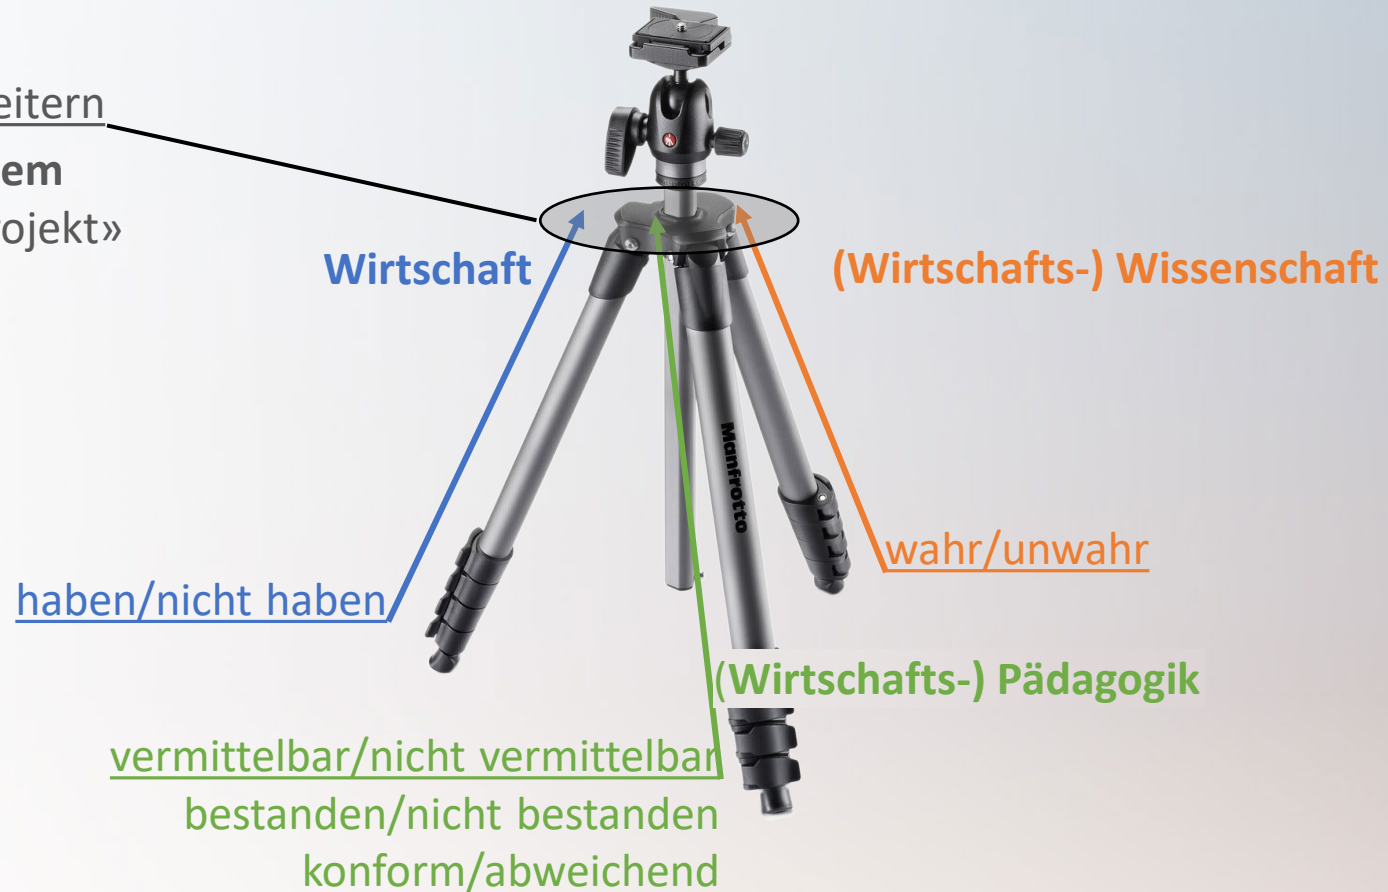 eitern
em
rojekt»
Wirtschaft
(Wirtschafts-) Wissenschaft
Manfrotto
wahr/unwahr
haben/nicht haben
(Wirtschafts-) Pädagogik
vermittelbar/nicht vermittelbar
bestanden/nicht bestanden
konform/abweichend